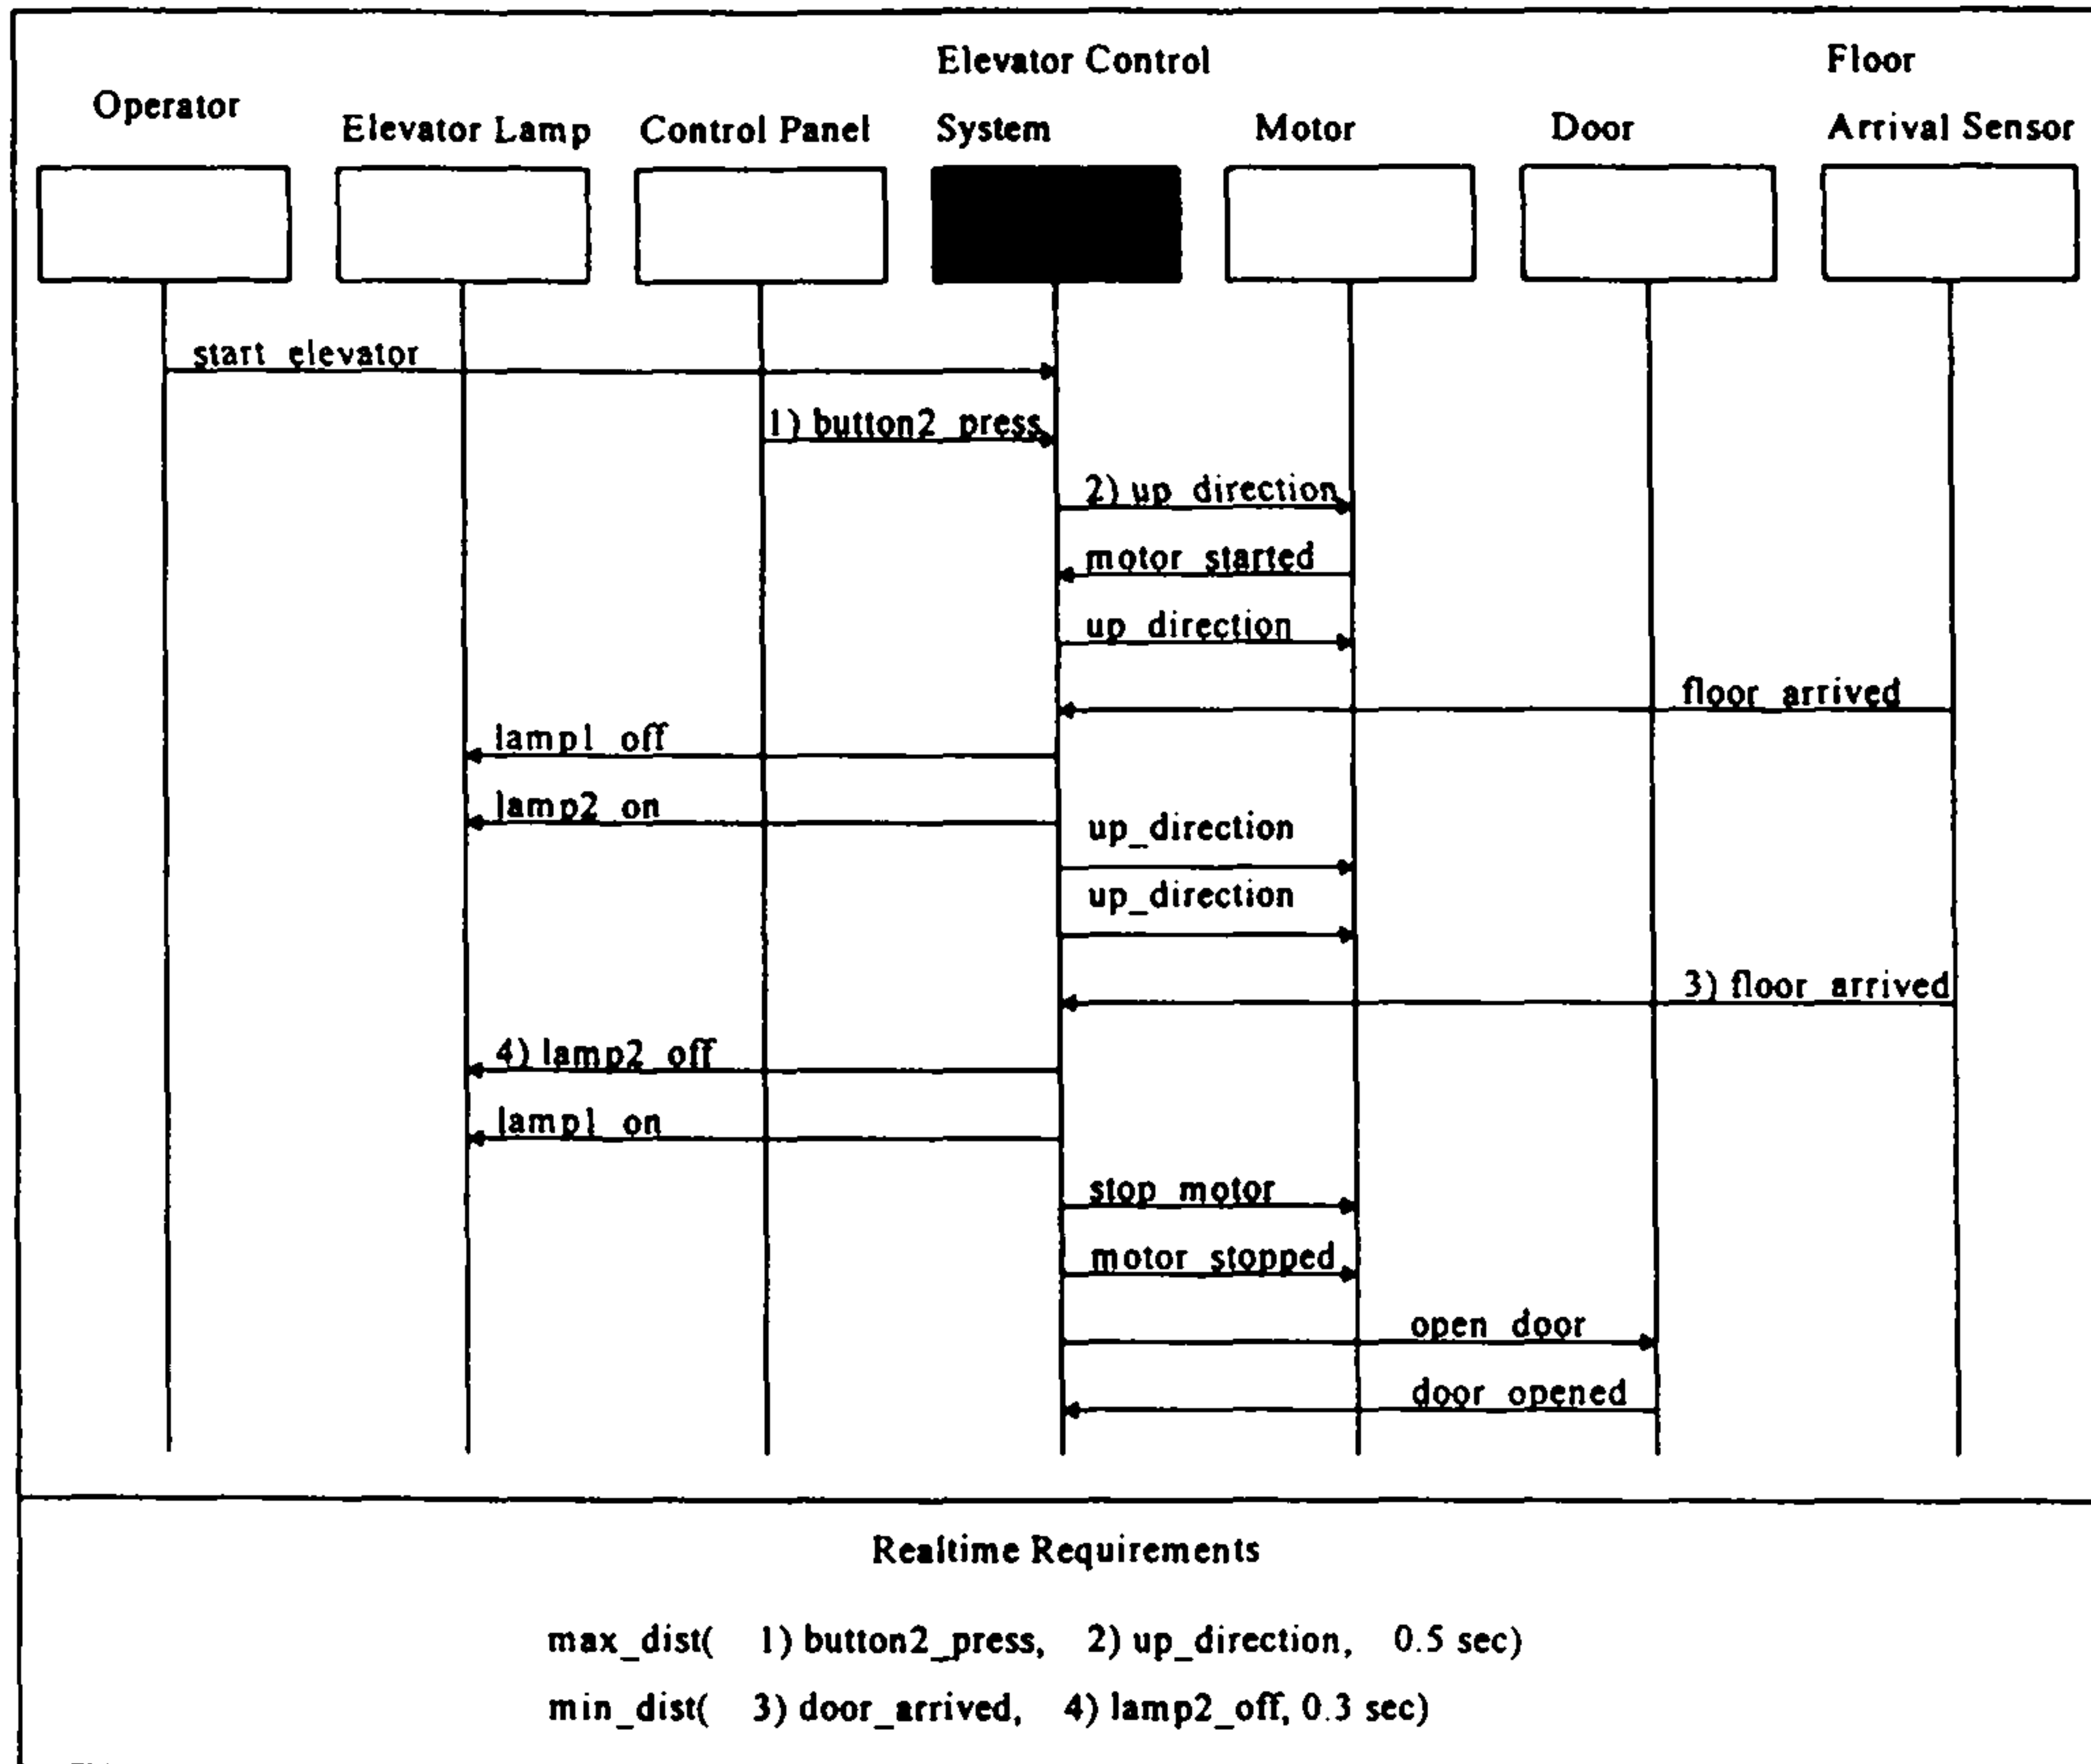 Elevator Control
Floor
Operator
Elevator Lamp
Control Panel
System
Motor
Door
Arrival Sensor
start_elevator
1) button2_press
2) up_direction
motor_started
up_direction
floor_arrived
lamp1_off
lamp2_on
up_direction
up_direction
3) floor_arrived
4) lamp2_off
lamp1_on
stop_motor
motor_stopped
open_door
door_opened
Realtime Requirements
max_dist( 1) button2_press, 2) up_direction, 0.5 sec)
min_dist( 3) door_arrived, 4) lamp2_off, 0.3 sec)